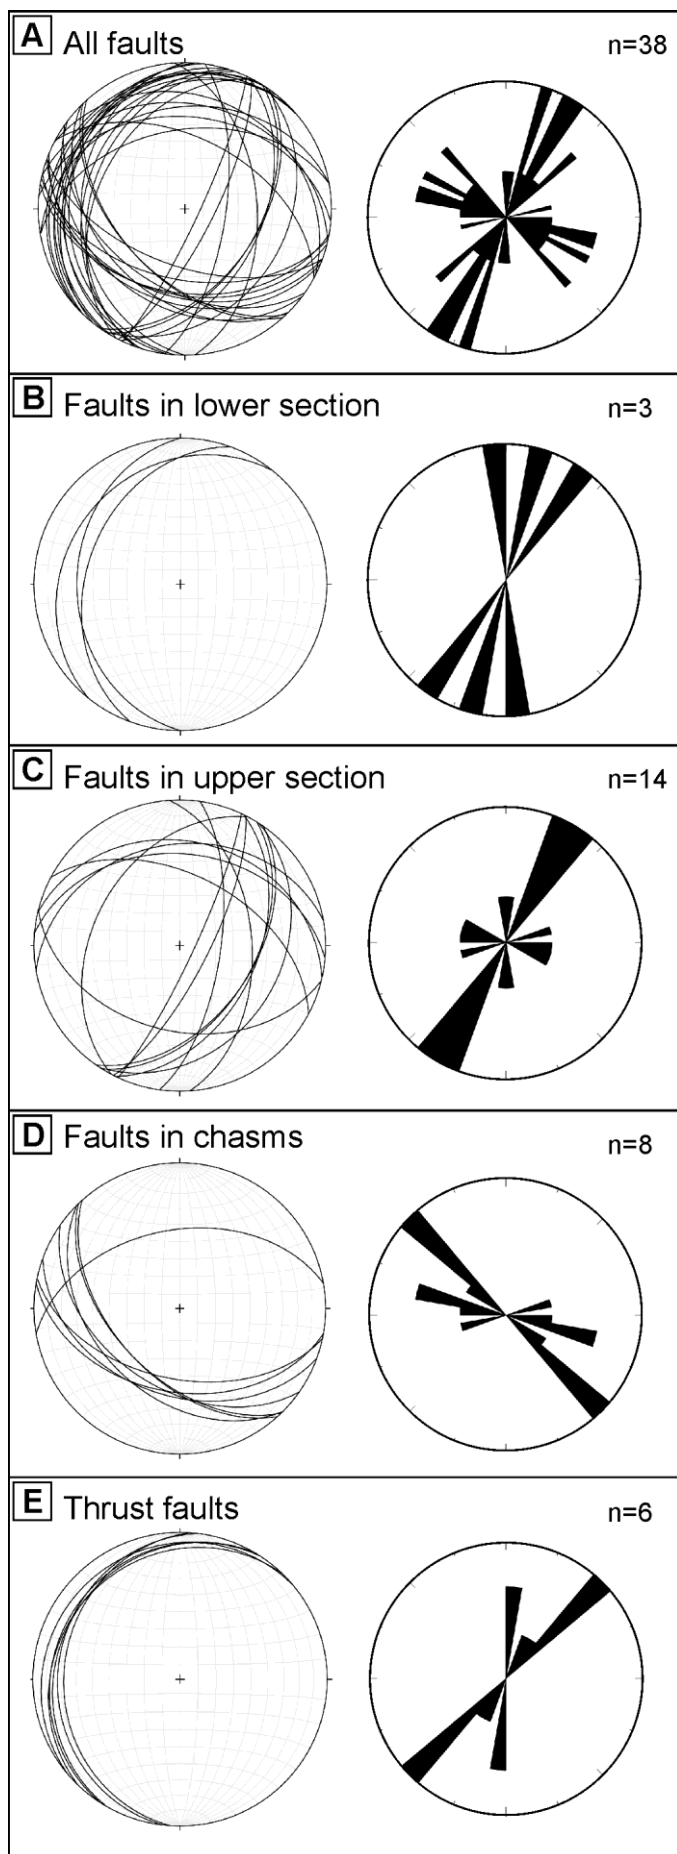 A All faults n=38
B Faults in lower section n=3
C Faults in upper section n=14
D Faults in chasms n=8
E Thrust faults n=6